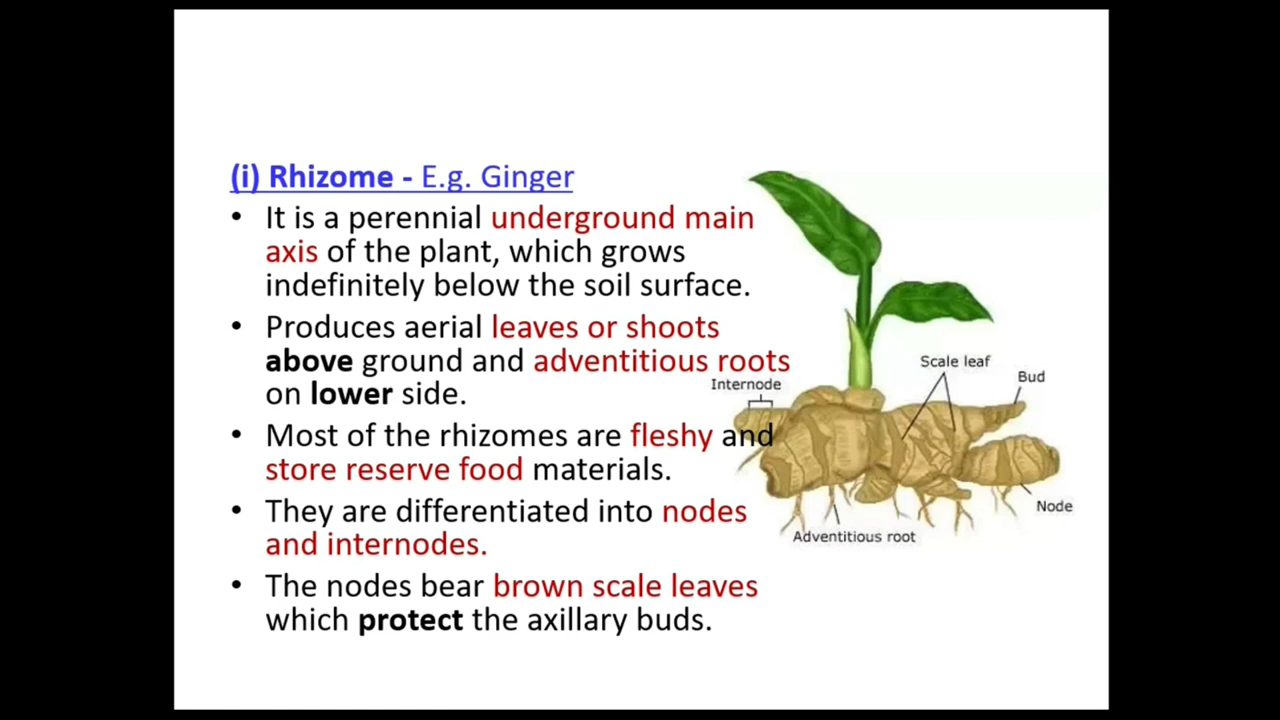 (i) Rhizome - E.g. Ginger
• It is a perennial underground main
axis of the plant, which grows
indefinitely below the soil surface.
• Produces aerial leaves or shoots
above ground and adventitious roots
on lower side.
• Most of the rhizomes are fleshy and
store reserve food materials.
• They are differentiated into nodes
and internodes.
• The nodes bear brown scale leaves
which protect the axillary buds.
Scale leaf
Bud
Internode
Node
Adventitious root